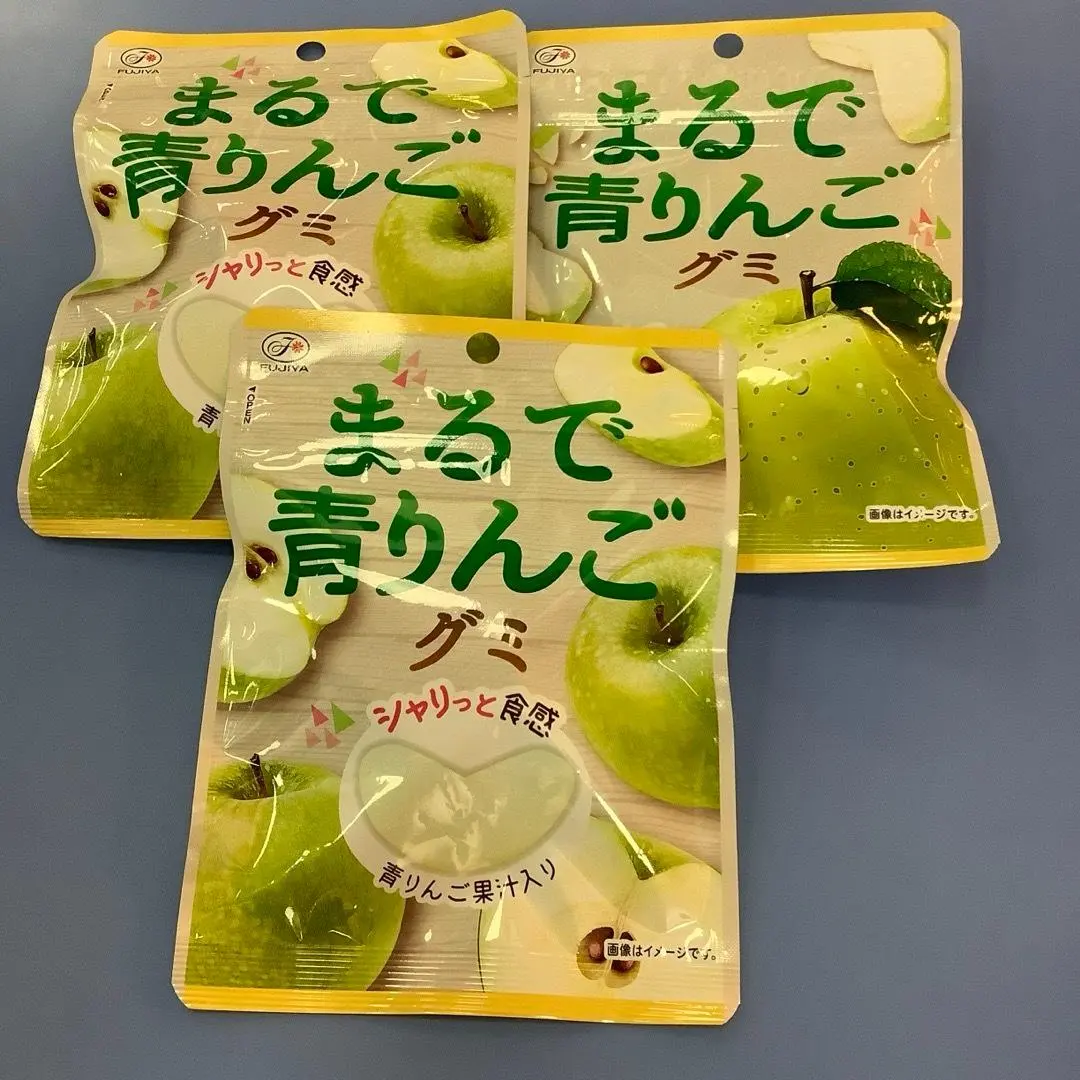 FUJIYA
まるで
青りんご
グミ
シャリっと食感
青
FUJIYA
まるで
青りんご
グミ
画像はイメージです。
FUJIYA
◀OPEN
まるで
青りんご
グミ
シャリっと食感
青りんご果汁入り
画像はイメージです。